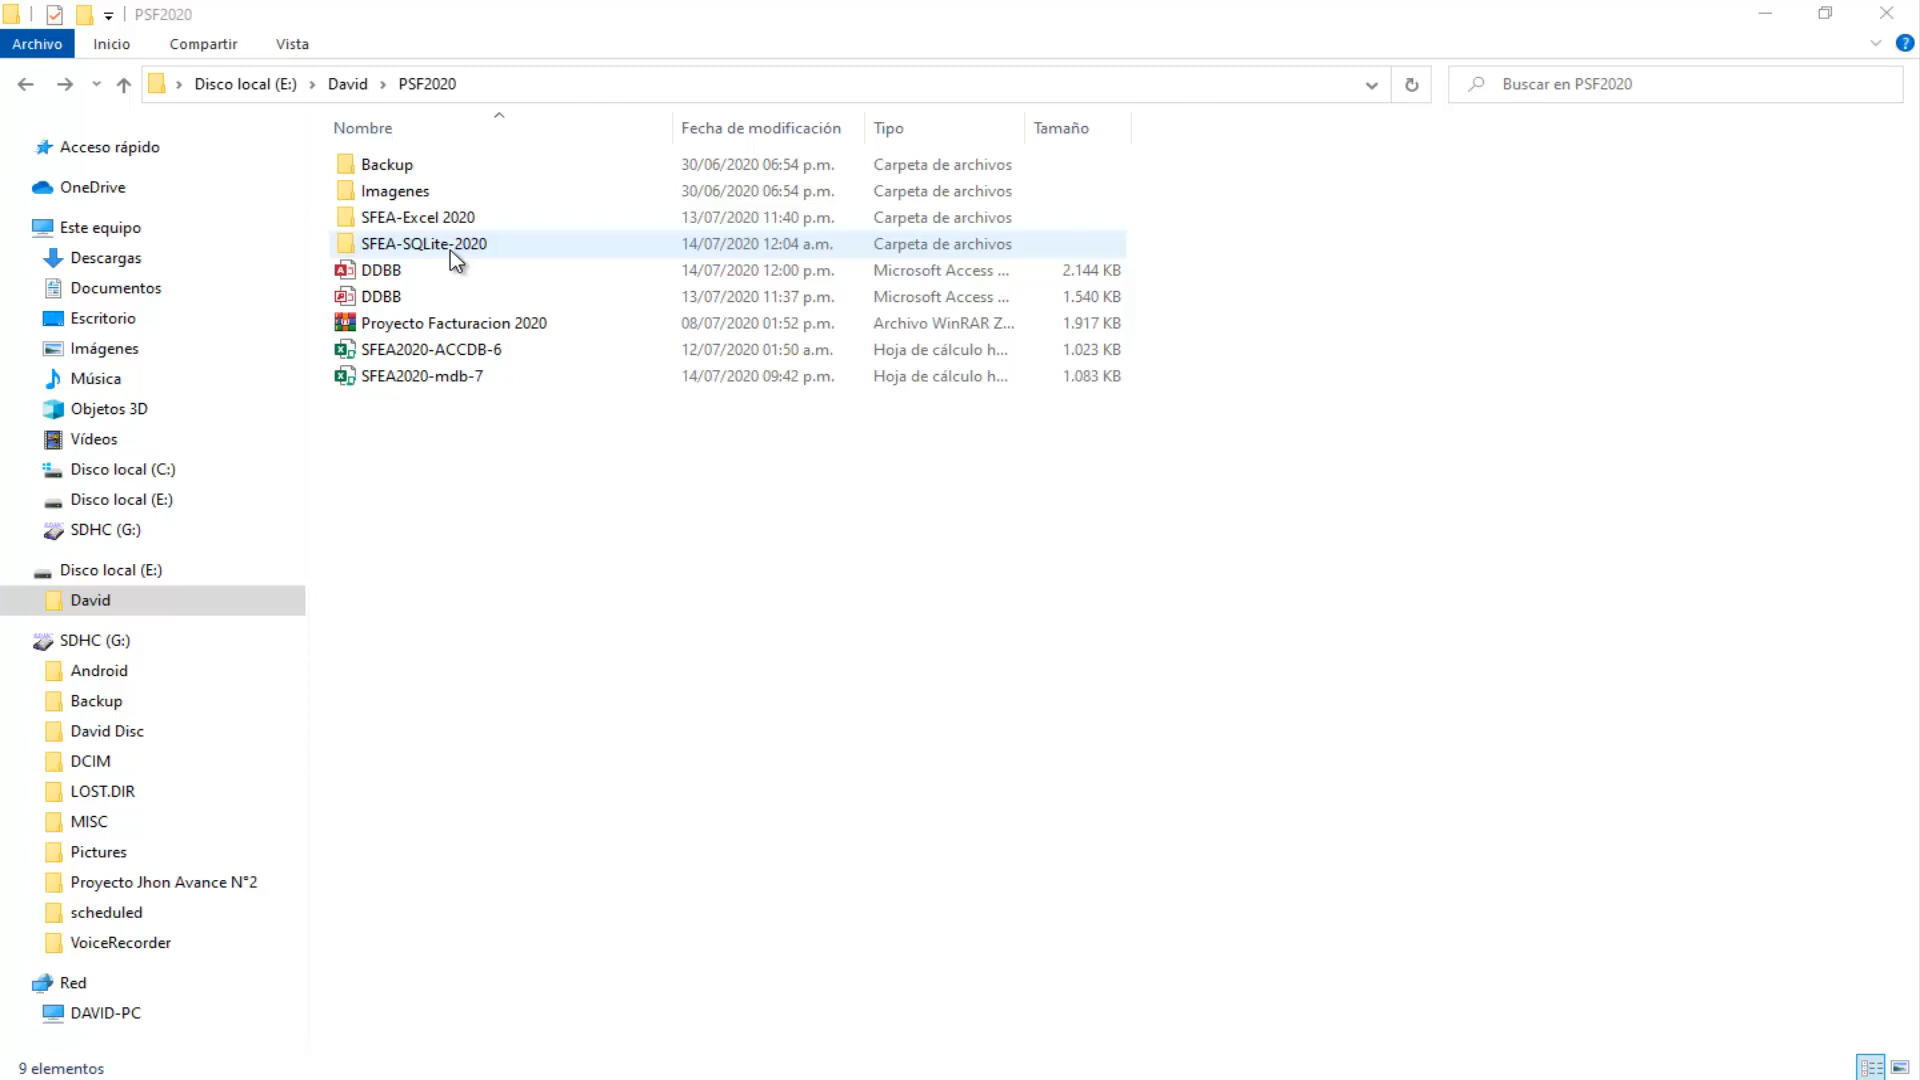 PSF2020
Archivo Inicio Compartir Vista
Disco local (E:) David PSF2020
Buscar en PSF2020
Nombre Fecha de modificación Tipo Tamaño
Backup 30/06/2020 06:54 p.m. Carpeta de archivos
Imagenes 30/06/2020 06:54 p.m. Carpeta de archivos
SFEA-Excel 2020 13/07/2020 11:40 p.m. Carpeta de archivos
SFEA-SQLite-2020 14/07/2020 12:04 a.m. Carpeta de archivos
DDBB 14/07/2020 12:00 p.m. Microsoft Access ... 2.144 KB
DDBB 13/07/2020 11:37 p.m. Microsoft Access ... 1.540 KB
Proyecto Facturacion 2020 08/07/2020 01:52 p.m. Archivo WinRAR Z... 1.917 KB
SFEA2020-ACCDB-6 12/07/2020 01:50 a.m. Hoja de cálculo h... 1.023 KB
SFEA2020-mdb-7 14/07/2020 09:42 p.m. Hoja de cálculo h... 1.083 KB
Acceso rápido
OneDrive
Este equipo
Descargas
Documentos
Escritorio
Imágenes
Música
Objetos 3D
Vídeos
Disco local (C:)
Disco local (E:)
SDHC (G:)
Disco local (E:)
David
SDHC (G:)
Android
Backup
David Disc
DCIM
LOST.DIR
MISC
Pictures
Proyecto Jhon Avance N°2
scheduled
VoiceRecorder
Red
DAVID-PC
9 elementos